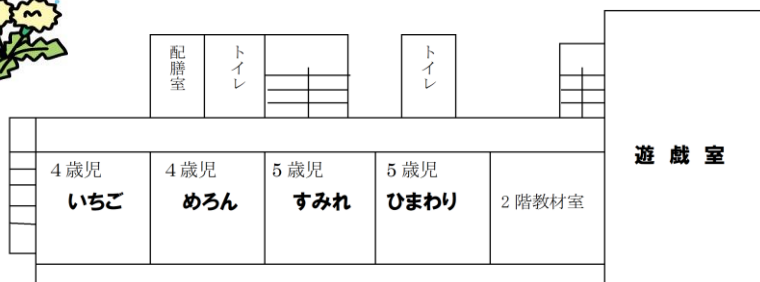 配膳室
トイレ
トイレ
遊戯室
4歳児
いちご
4歳児
めろん
5歳児
すみれ
5歳児
ひまわり
2階教材室